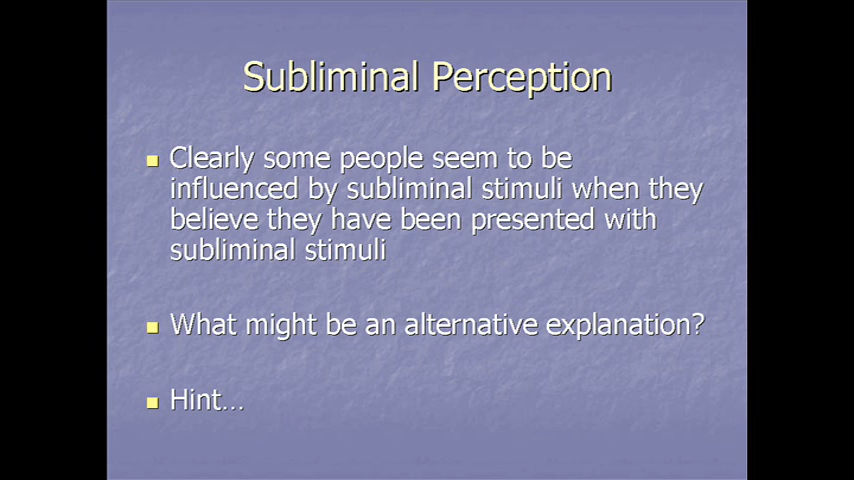 Subliminal Perception
Clearly some people seem to be
influenced by subliminal stimuli when they
believe they have been presented with
subliminal stimuli
What might be an alternative explanation?
Hint…